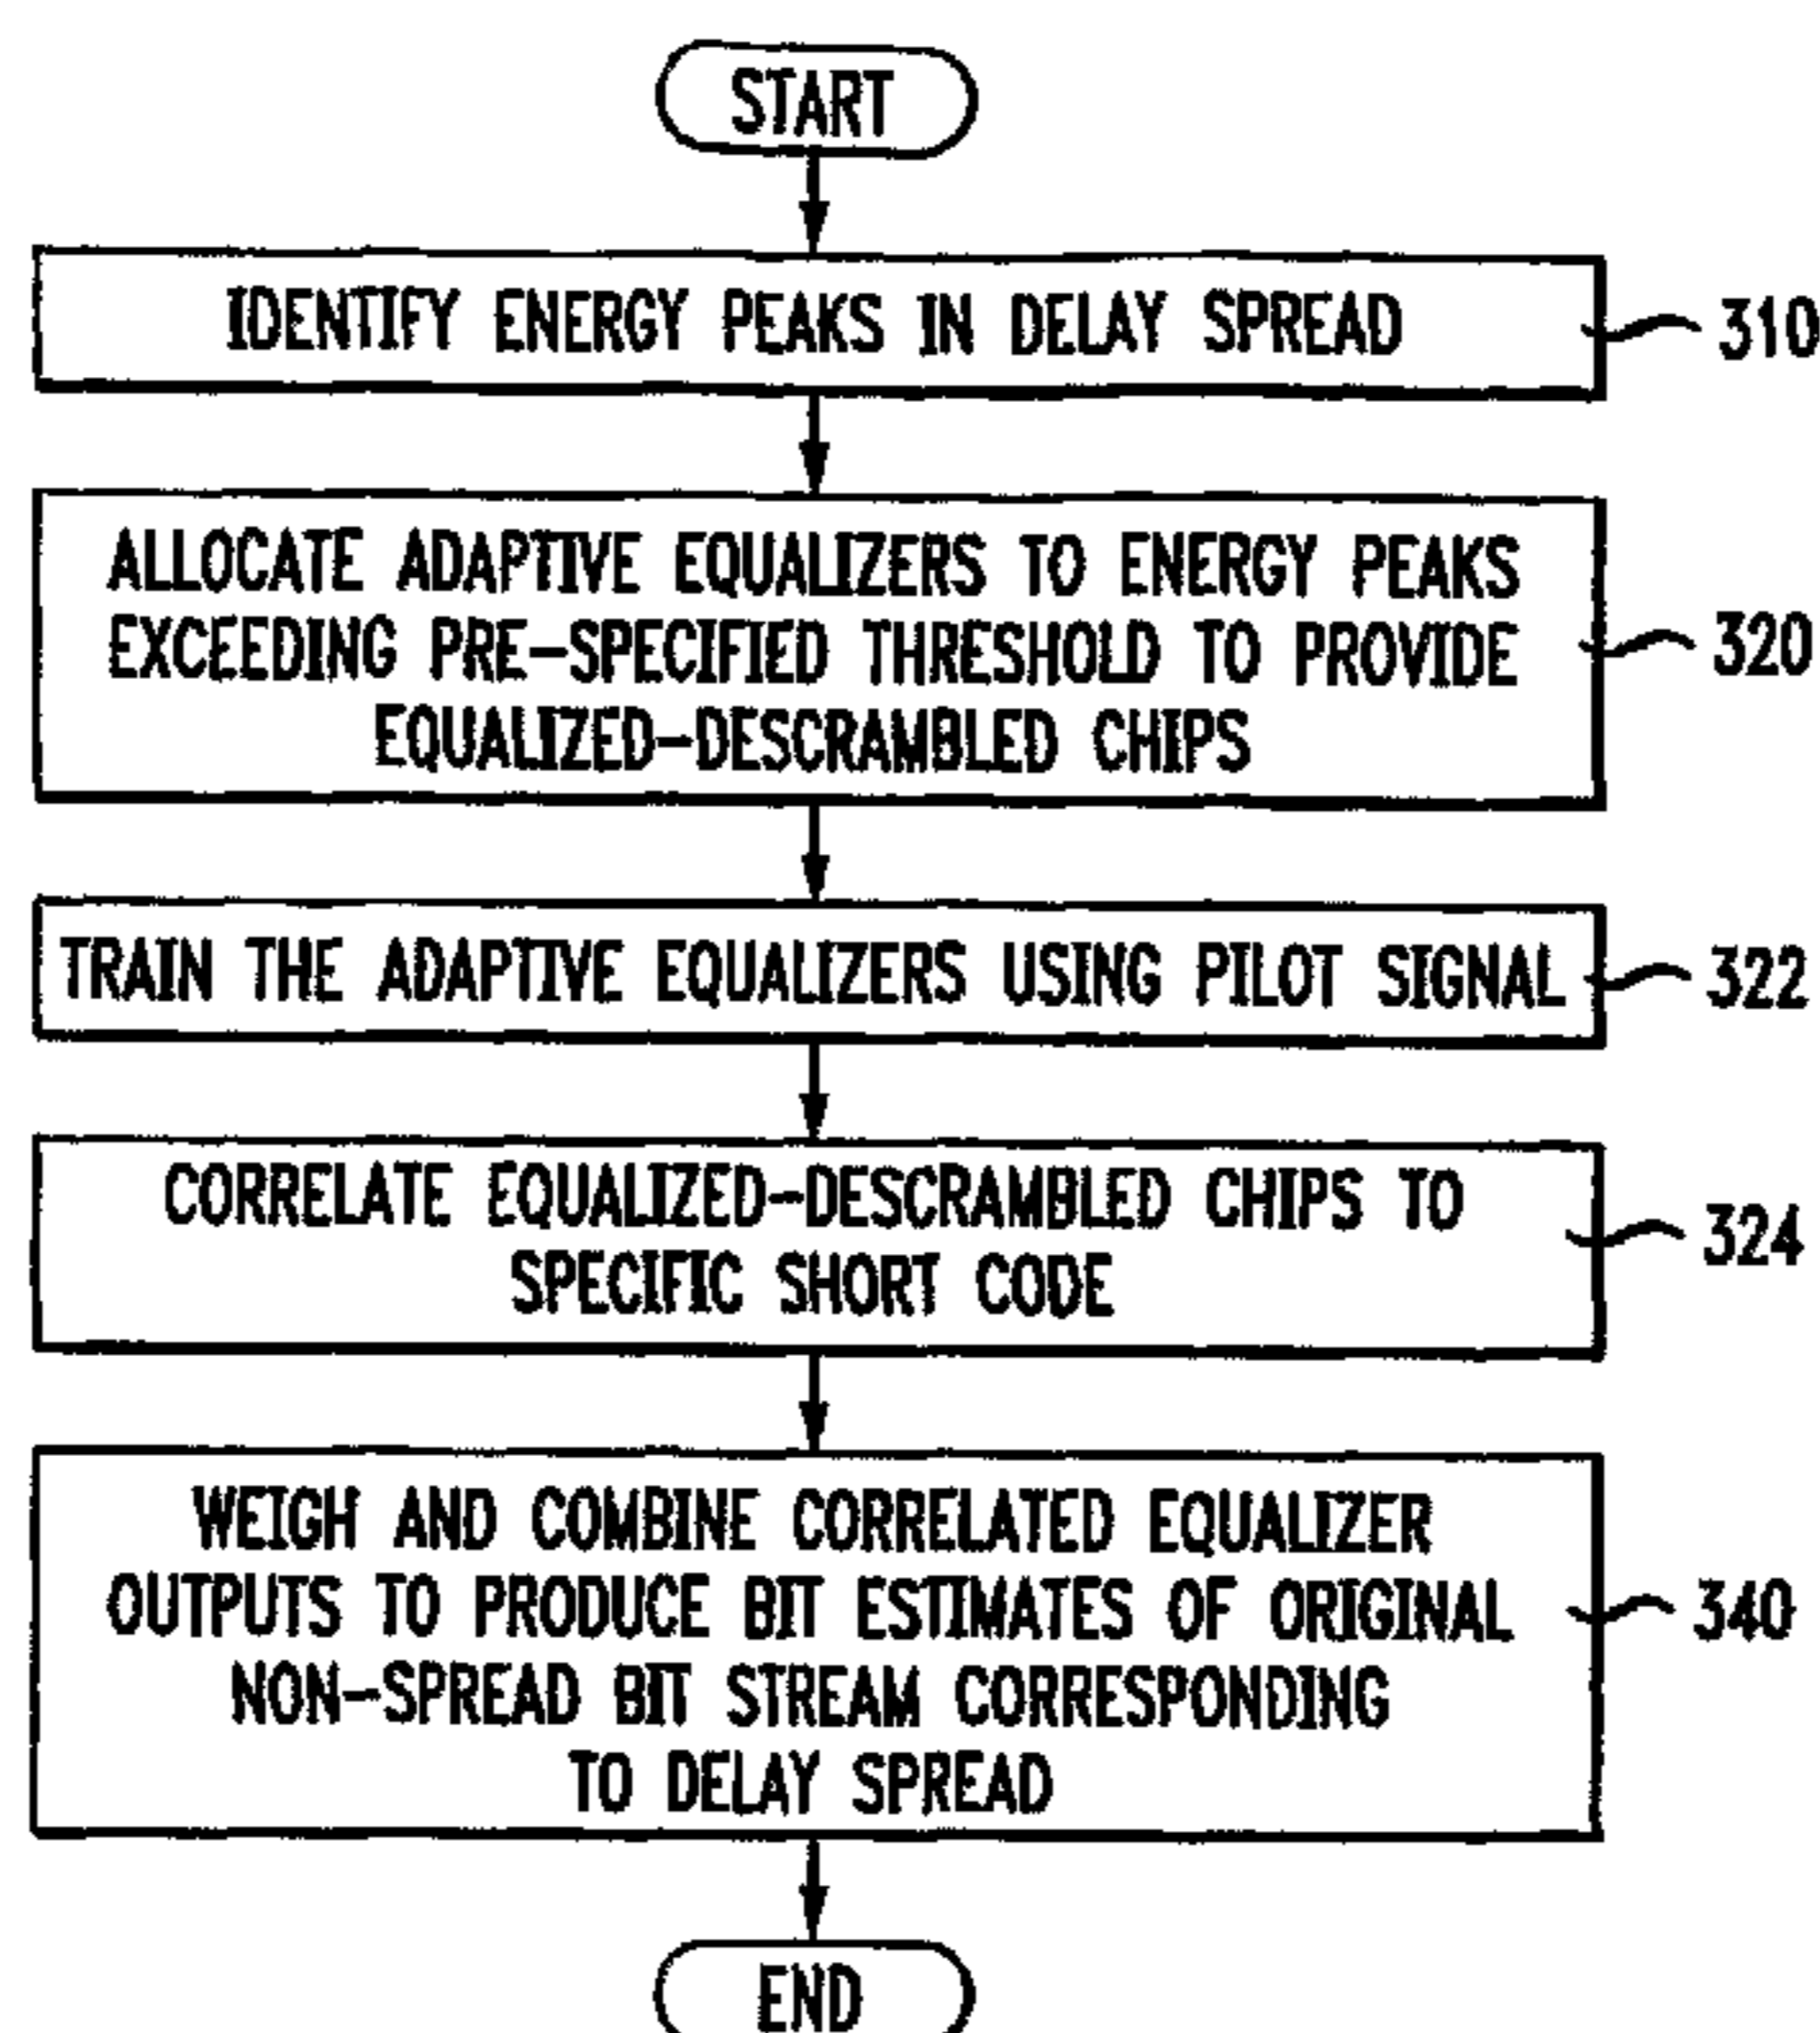 START
IDENTIFY ENERGY PEAKS IN DELAY SPREAD
310
ALLOCATE ADAPTIVE EQUALIZERS TO ENERGY PEAKS
EXCEEDING PRE-SPECIFIED THRESHOLD TO PROVIDE
EQUALIZED-DESCRAMBLED CHIPS
320
TRAIN THE ADAPTIVE EQUALIZERS USING PILOT SIGNAL
322
CORRELATE EQUALIZED-DESCRAMBLED CHIPS TO
SPECIFIC SHORT CODE
324
WEIGH AND COMBINE CORRELATED EQUALIZER
OUTPUTS TO PRODUCE BIT ESTIMATES OF ORIGINAL
NON-SPREAD BIT STREAM CORRESPONDING
TO DELAY SPREAD
340
END